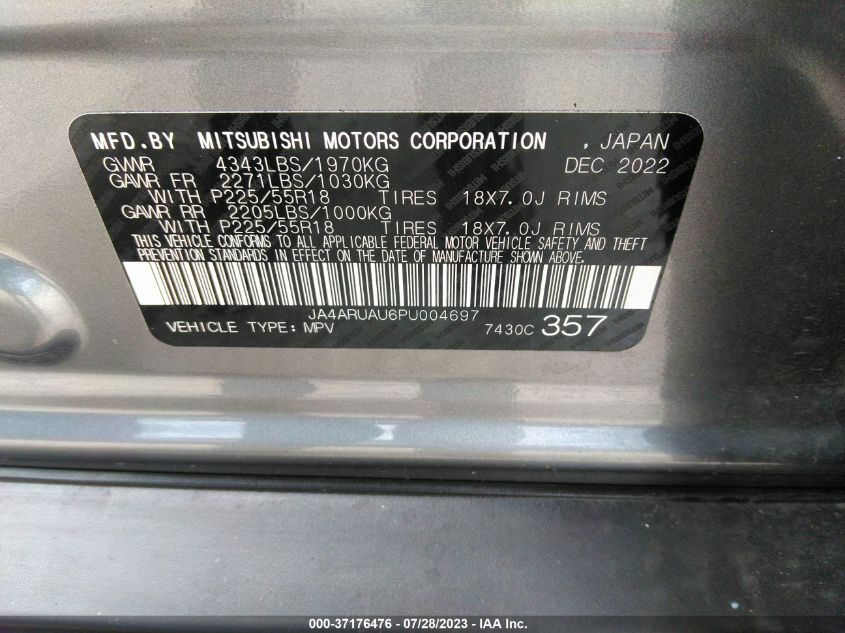 MFD.BY MITSUBISHI MOTORS CORPORATION , JAPAN
GVWR 4343LBS/1970KG DEC 2022
GAWR FR 2271LBS/1030KG
WITH P225/55R18 TIRES 18X7.0J RIMS
GAWR RR 2205LBS/1000KG
WITH P225/55R18 TIRES 18X7.0J RIMS
THIS VEHICLE CONFORMS TO ALL APPLICABLE FEDERAL MOTOR VEHICLE SAFETY AND THEFT
PREVENTION STANDARDS IN EFFECT ON THE DATE OF MANUFACTURE SHOWN ABOVE.
JA4ARUAU6PU004697
VEHICLE TYPE: MPV 7430C 357
000-37176476 / 07/28/2023 - IAA Inc.